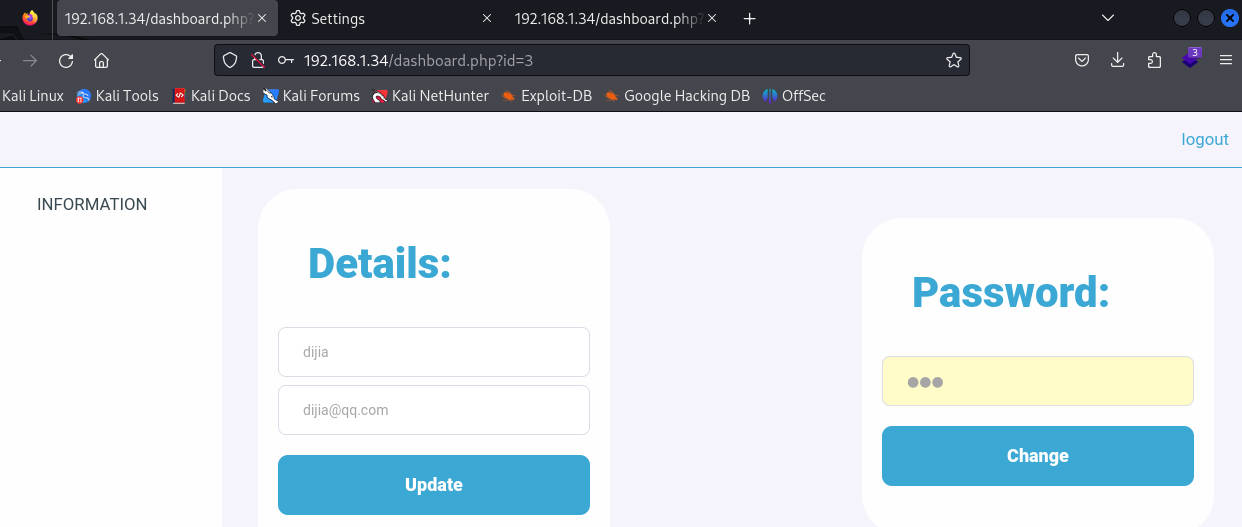 192.168.1.34/dashboard.php? Settings 192.168.1.34/dashboard.php?
192.168.1.34/dashboard.php?id=3
3
Kali Linux Kali Tools Kali Docs Kali Forums Kali NetHunter Exploit-DB Google Hacking DB OffSec
logout
INFORMATION
Details:
dijia
dijia@qq.com
Update
Password:
Change